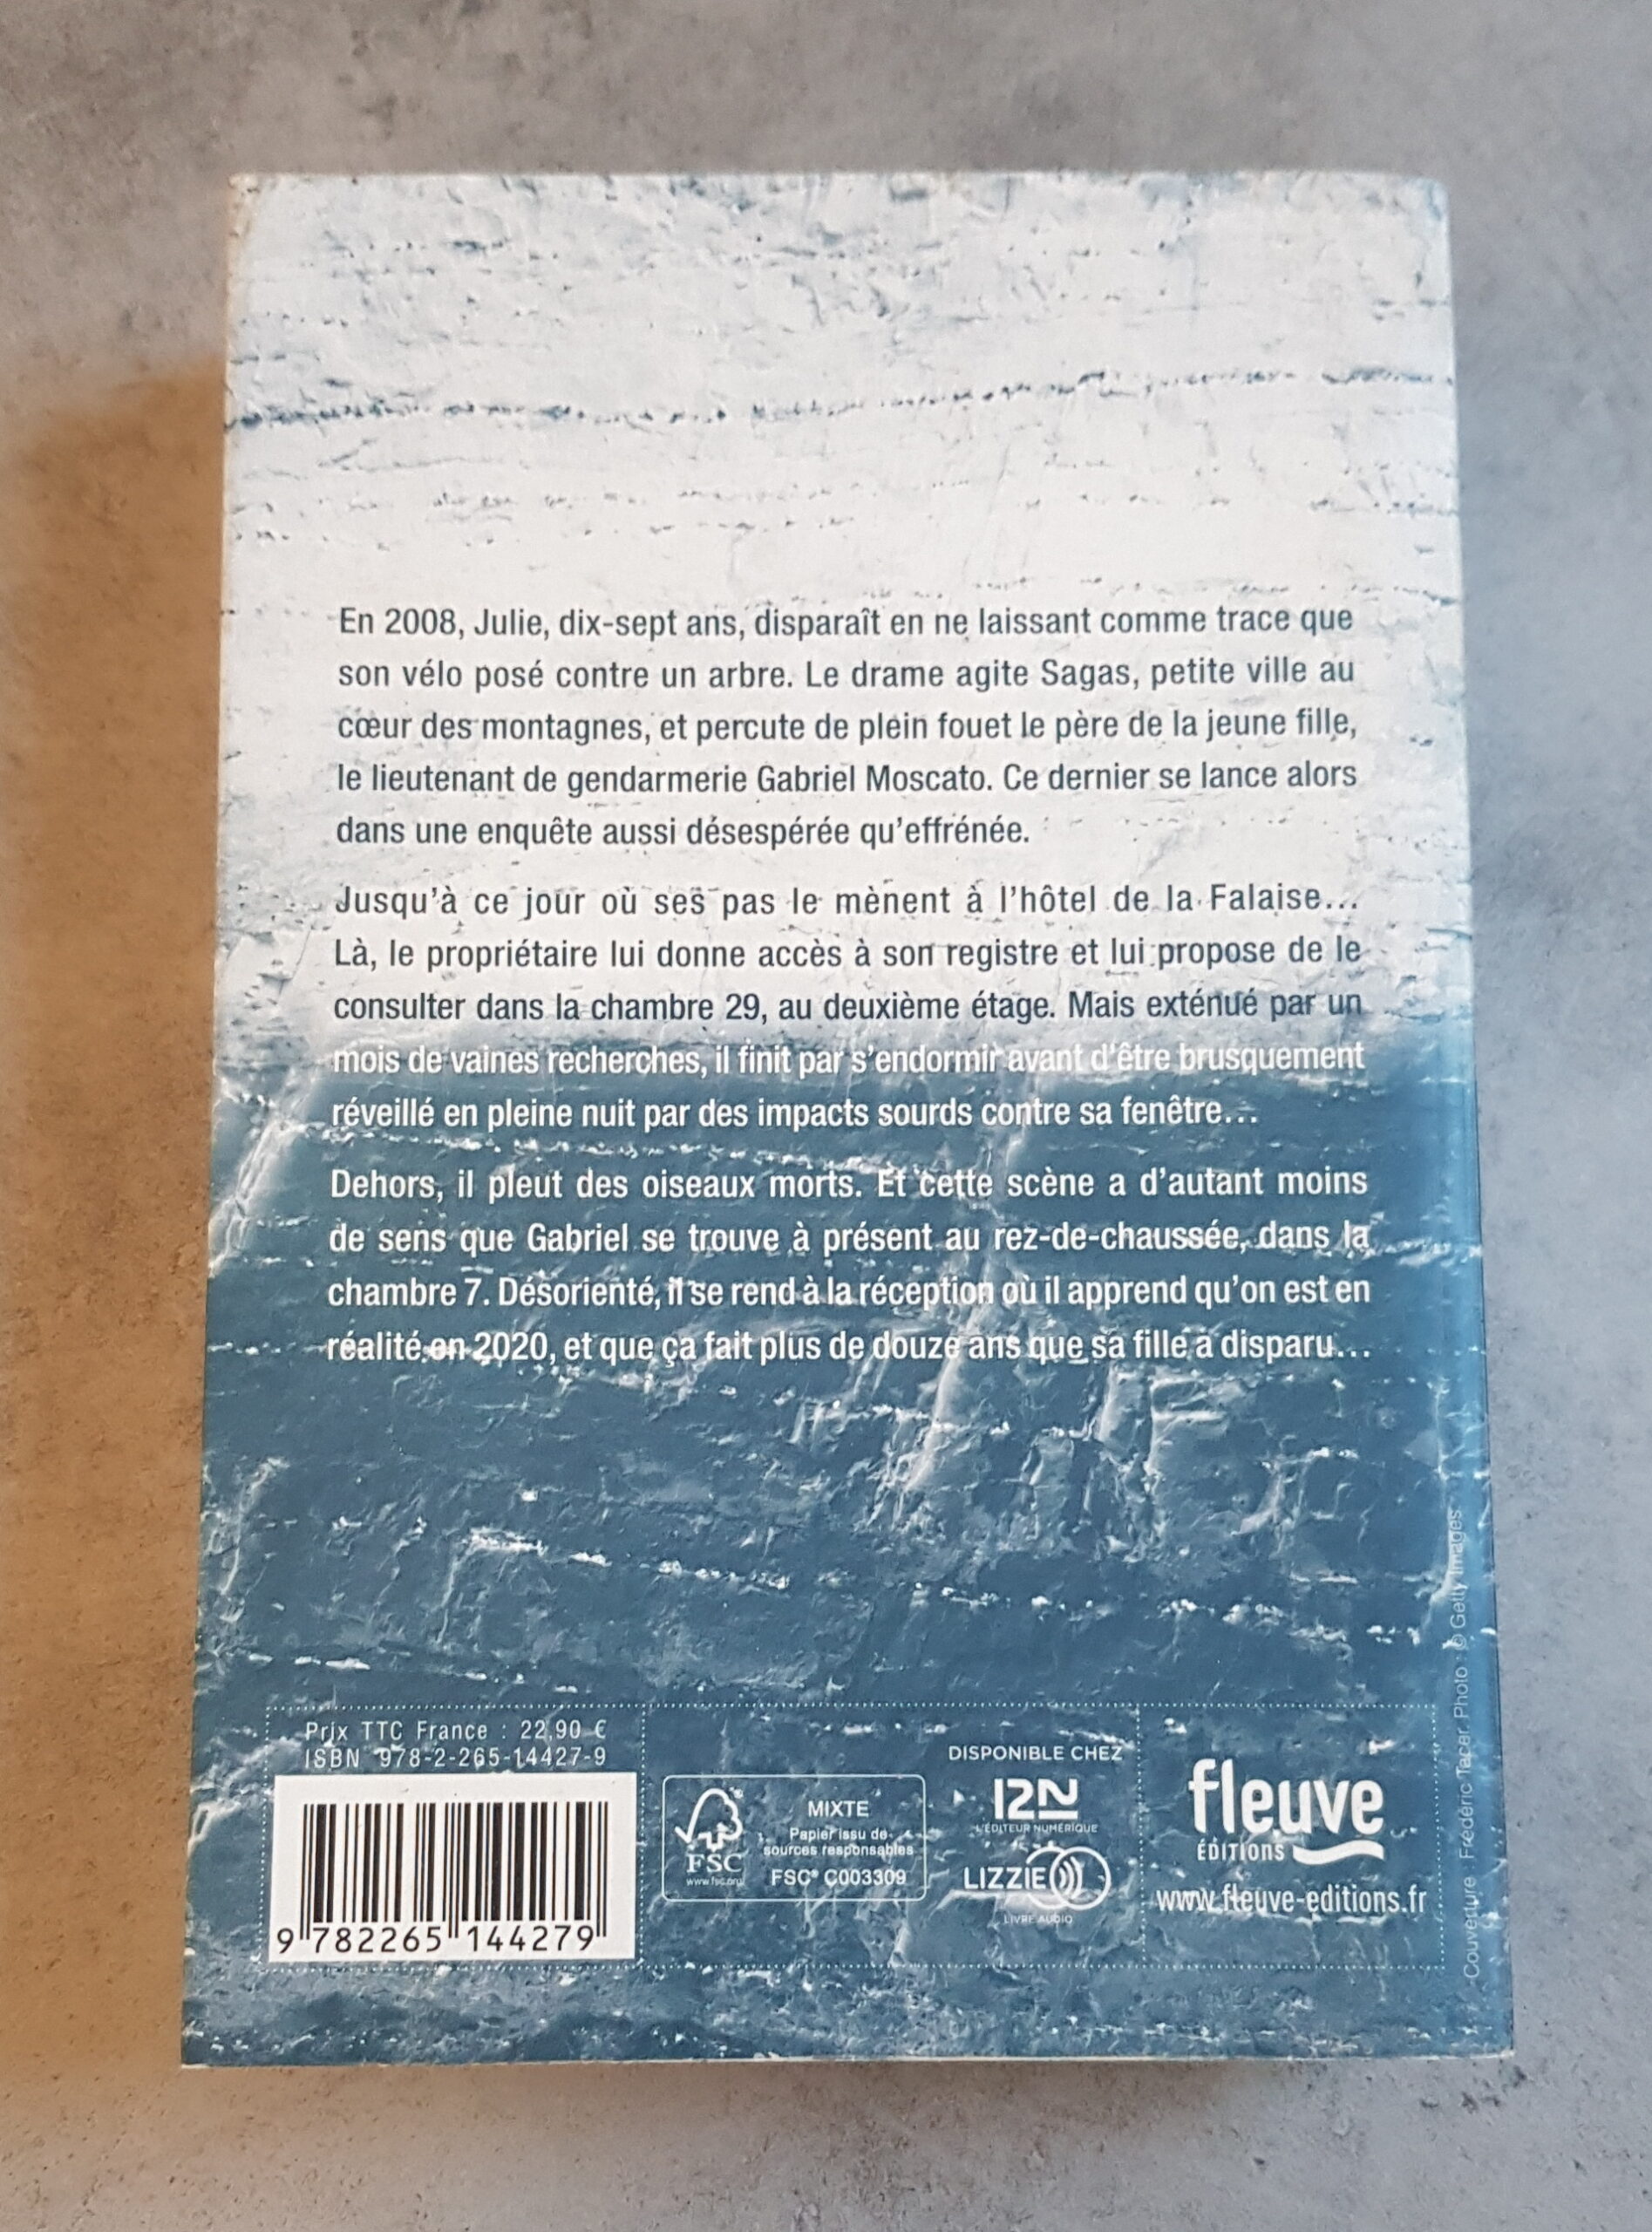 En 2008, Julie, dix-sept ans, disparaît en ne laissant comme trace que
son vélo posé contre un arbre. Le drame agite Sagas, petite ville au
cœur des montagnes, et percute de plein fouet le père de la jeune fille,
le lieutenant de gendarmerie Gabriel Moscato. Ce dernier se lance alors
dans une enquête aussi désespérée qu'effrénée.
Jusqu'à ce jour où ses pas le mènent à l'hôtel de la Falaise...
Là, le propriétaire lui donne accès à son registre et lui propose de le
consulter dans la chambre 29, au deuxième étage. Mais exténué par un
mois de vaines recherches, il finit par s'endormir avant d'être brusquement
réveillé en pleine nuit par des impacts sourds contre sa fenêtre...
Dehors, il pleut des oiseaux morts. Et cette scène a d'autant moins
de sens que Gabriel se trouve à présent au rez-de-chaussée, dans la
chambre 7. Désorienté, il se rend à la réception où il apprend qu'on est en
réalité en 2020, et que ça fait plus de douze ans que sa fille a disparu...
Prix TTC France : 22,90 €
ISBN 978-2-265-14427-9
9 782265 144279
FSC
www.fsc.org
MIXTE
Papier issu de
sources responsables
FSC® C003309
DISPONIBLE CHEZ
12N
L'ÉDITEUR NUMÉRIQUE
LIZZIE
LIVRE AUDIO
fleuve
ÉDITIONS
www.fleuve-editions.fr
Couverture : Frédéric Tacer. Photo : © Getty Images